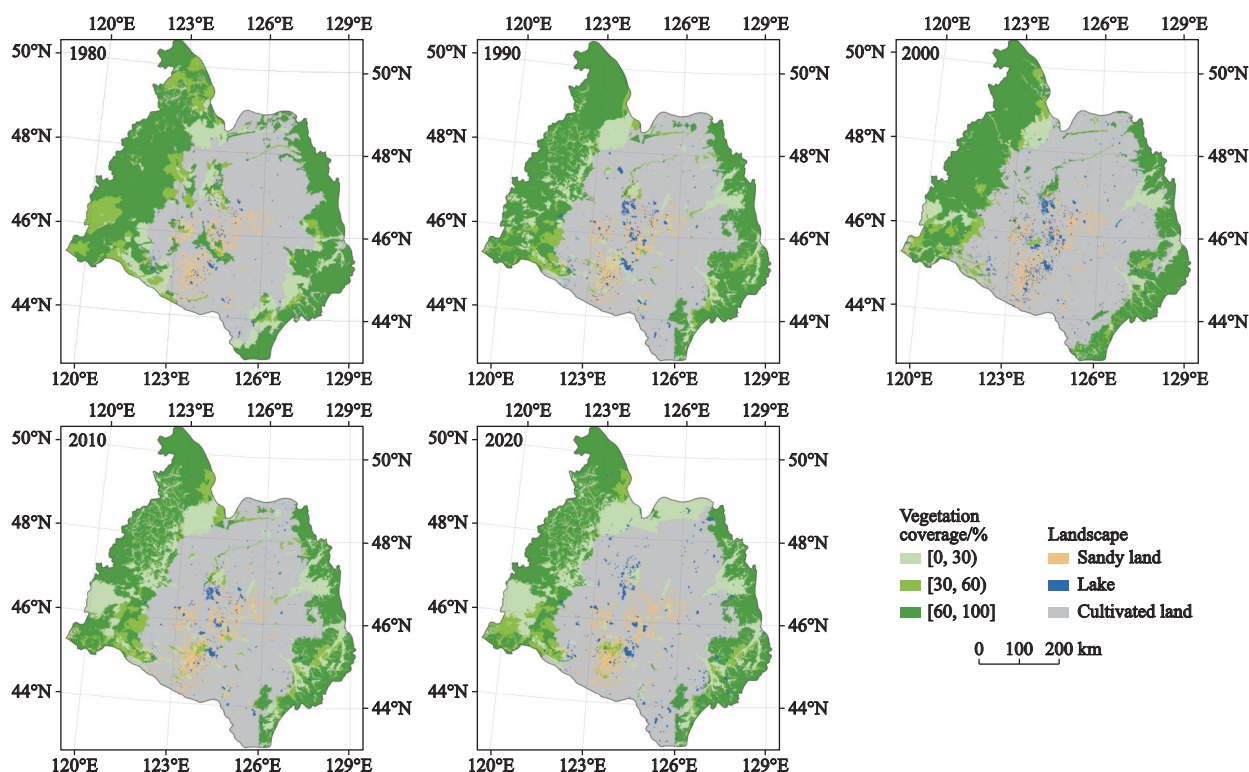 120°E 123°E 126°E 129°E 120°E 123°E 126°E 129°E 120°E 123°E 126°E 129°E
50°N 1980 50°N 1990 50°N 2000
50°N 50°N 50°N
48°N 48°N 48°N
48°N 48°N 48°N
46°N 46°N 46°N
46°N 46°N 46°N
44°N 44°N 44°N
44°N 44°N 44°N
120°E 123°E 126°E 129°E 120°E 123°E 126°E 129°E 120°E 123°E 126°E 129°E
120°E 123°E 126°E 129°E 120°E 123°E 126°E 129°E
50°N 2010 50°N 2020
50°N 50°N
48°N 48°N
48°N 48°N
46°N 46°N
46°N 46°N
44°N 44°N
44°N 44°N
120°E 123°E 126°E 129°E 120°E 123°E 126°E 129°E
Vegetation
coverage/% Landscape
[0, 30) Sandy land
[30, 60) Lake
[60, 100] Cultivated land
0 100 200 km